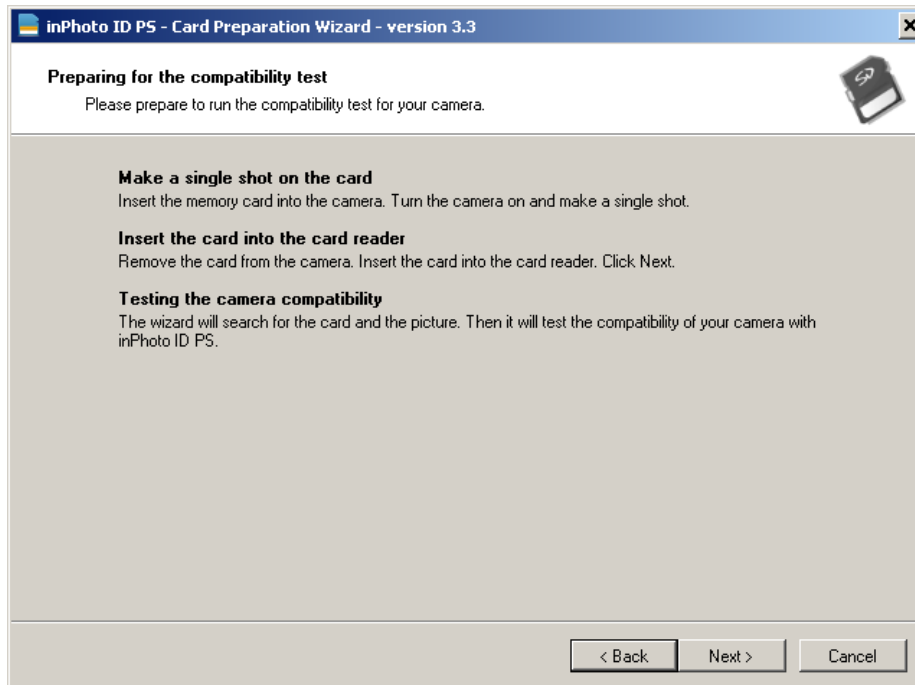 inPhoto ID PS - Card Preparation Wizard - version 3.3
Preparing for the compatibility test
Please prepare to run the compatibility test for your camera.
Make a single shot on the card
Insert the memory card into the camera. Turn the camera on and make a single shot.
Insert the card into the card reader
Remove the card from the camera. Insert the card into the card reader. Click Next.
Testing the camera compatibility
The wizard will search for the card and the picture. Then it will test the compatibility of your camera with
inPhoto ID PS.
< Back Next > Cancel